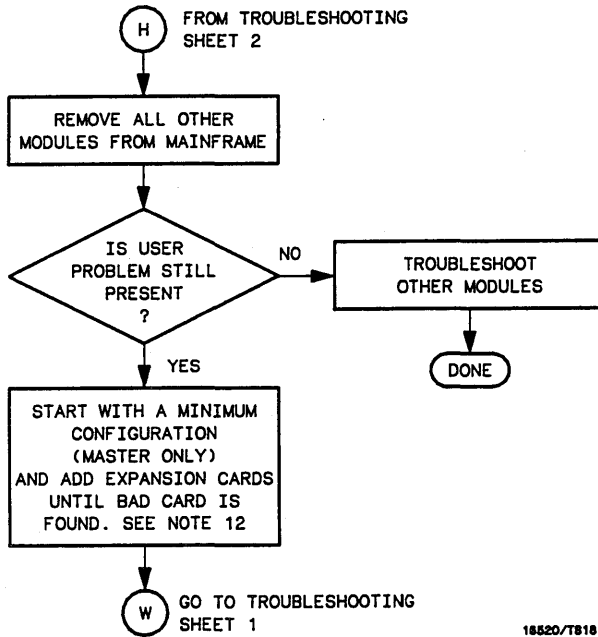 H
FROM TROUBLESHOOTING
SHEET 2
REMOVE ALL OTHER
MODULES FROM MAINFRAME
IS USER
PROBLEM STILL
PRESENT
?
NO
TROUBLESHOOT
OTHER MODULES
DONE
YES
START WITH A MINIMUM
CONFIGURATION
(MASTER ONLY)
AND ADD EXPANSION CARDS
UNTIL BAD CARD IS
FOUND. SEE NOTE 12
W
GO TO TROUBLESHOOTING
SHEET 1